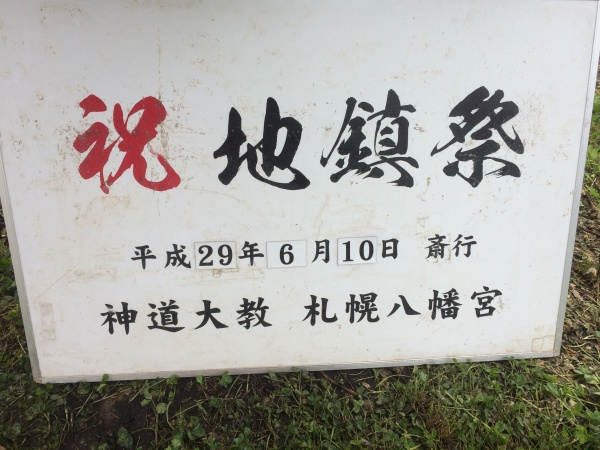 祝 地鎮祭
平成29年6月10日 斎行
神道大教 札幌八幡宮